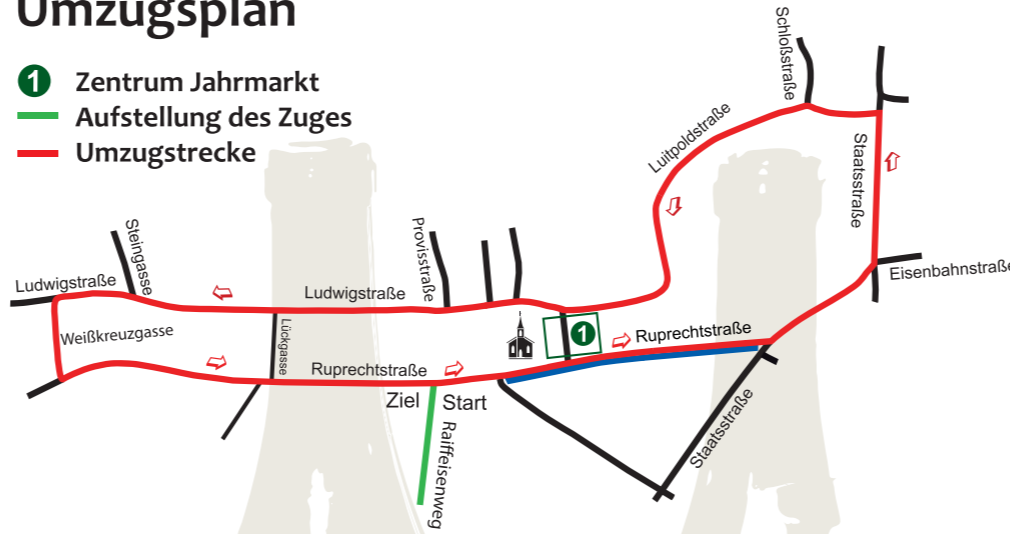 Umzugsplan
1 Zentrum Jahrmarkt
Aufstellung des Zuges
Umzugstrecke
Schloßstraße
Luitpoldstraße
Staatsstraße
Eisenbahnstraße
Steingasse
Provisstraße
Ludwigstraße
Ludwigstraße
Weißkreuzgasse
Lückgasse
1
Ruprechtstraße
Ruprechtstraße
Ziel
Start
Raiffeisenweg
Staatsstraße